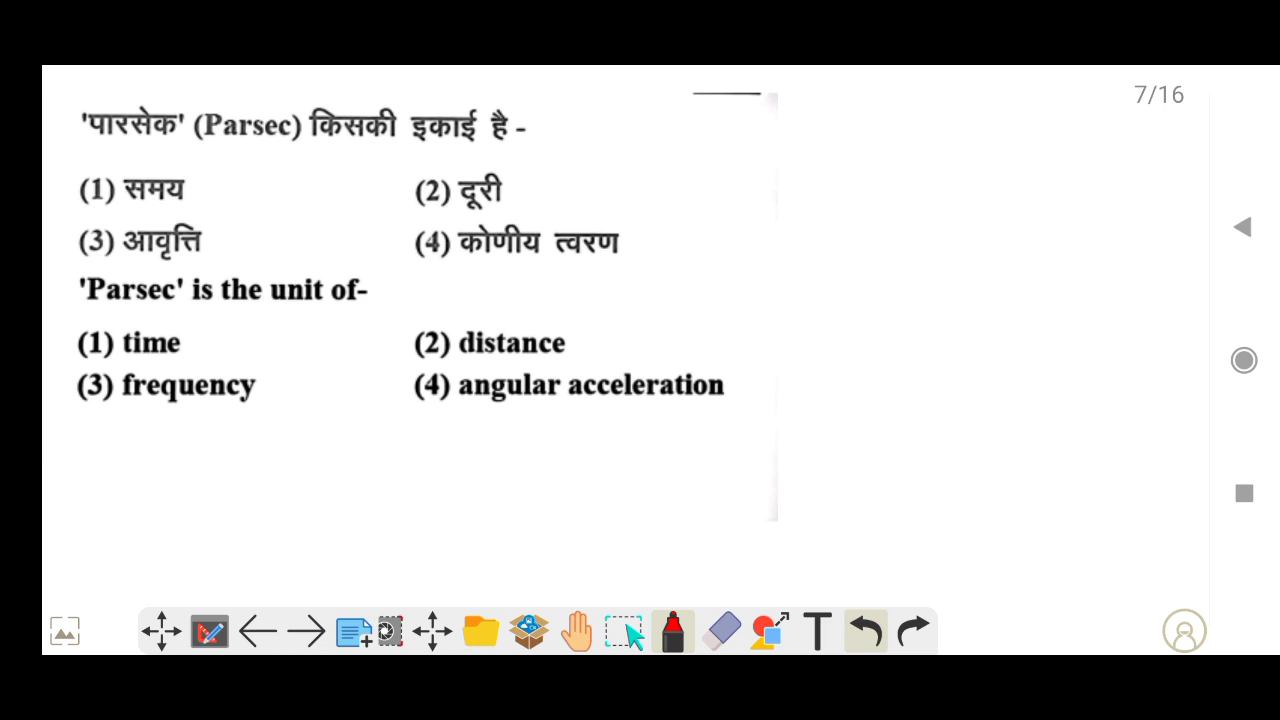 7/16
'पारसेक' (Parsec) किसकी इकाई है -
(1) समय (2) दूरी
(3) आवृत्ति (4) कोणीय त्वरण
'Parsec' is the unit of-
(1) time (2) distance
(3) frequency (4) angular acceleration